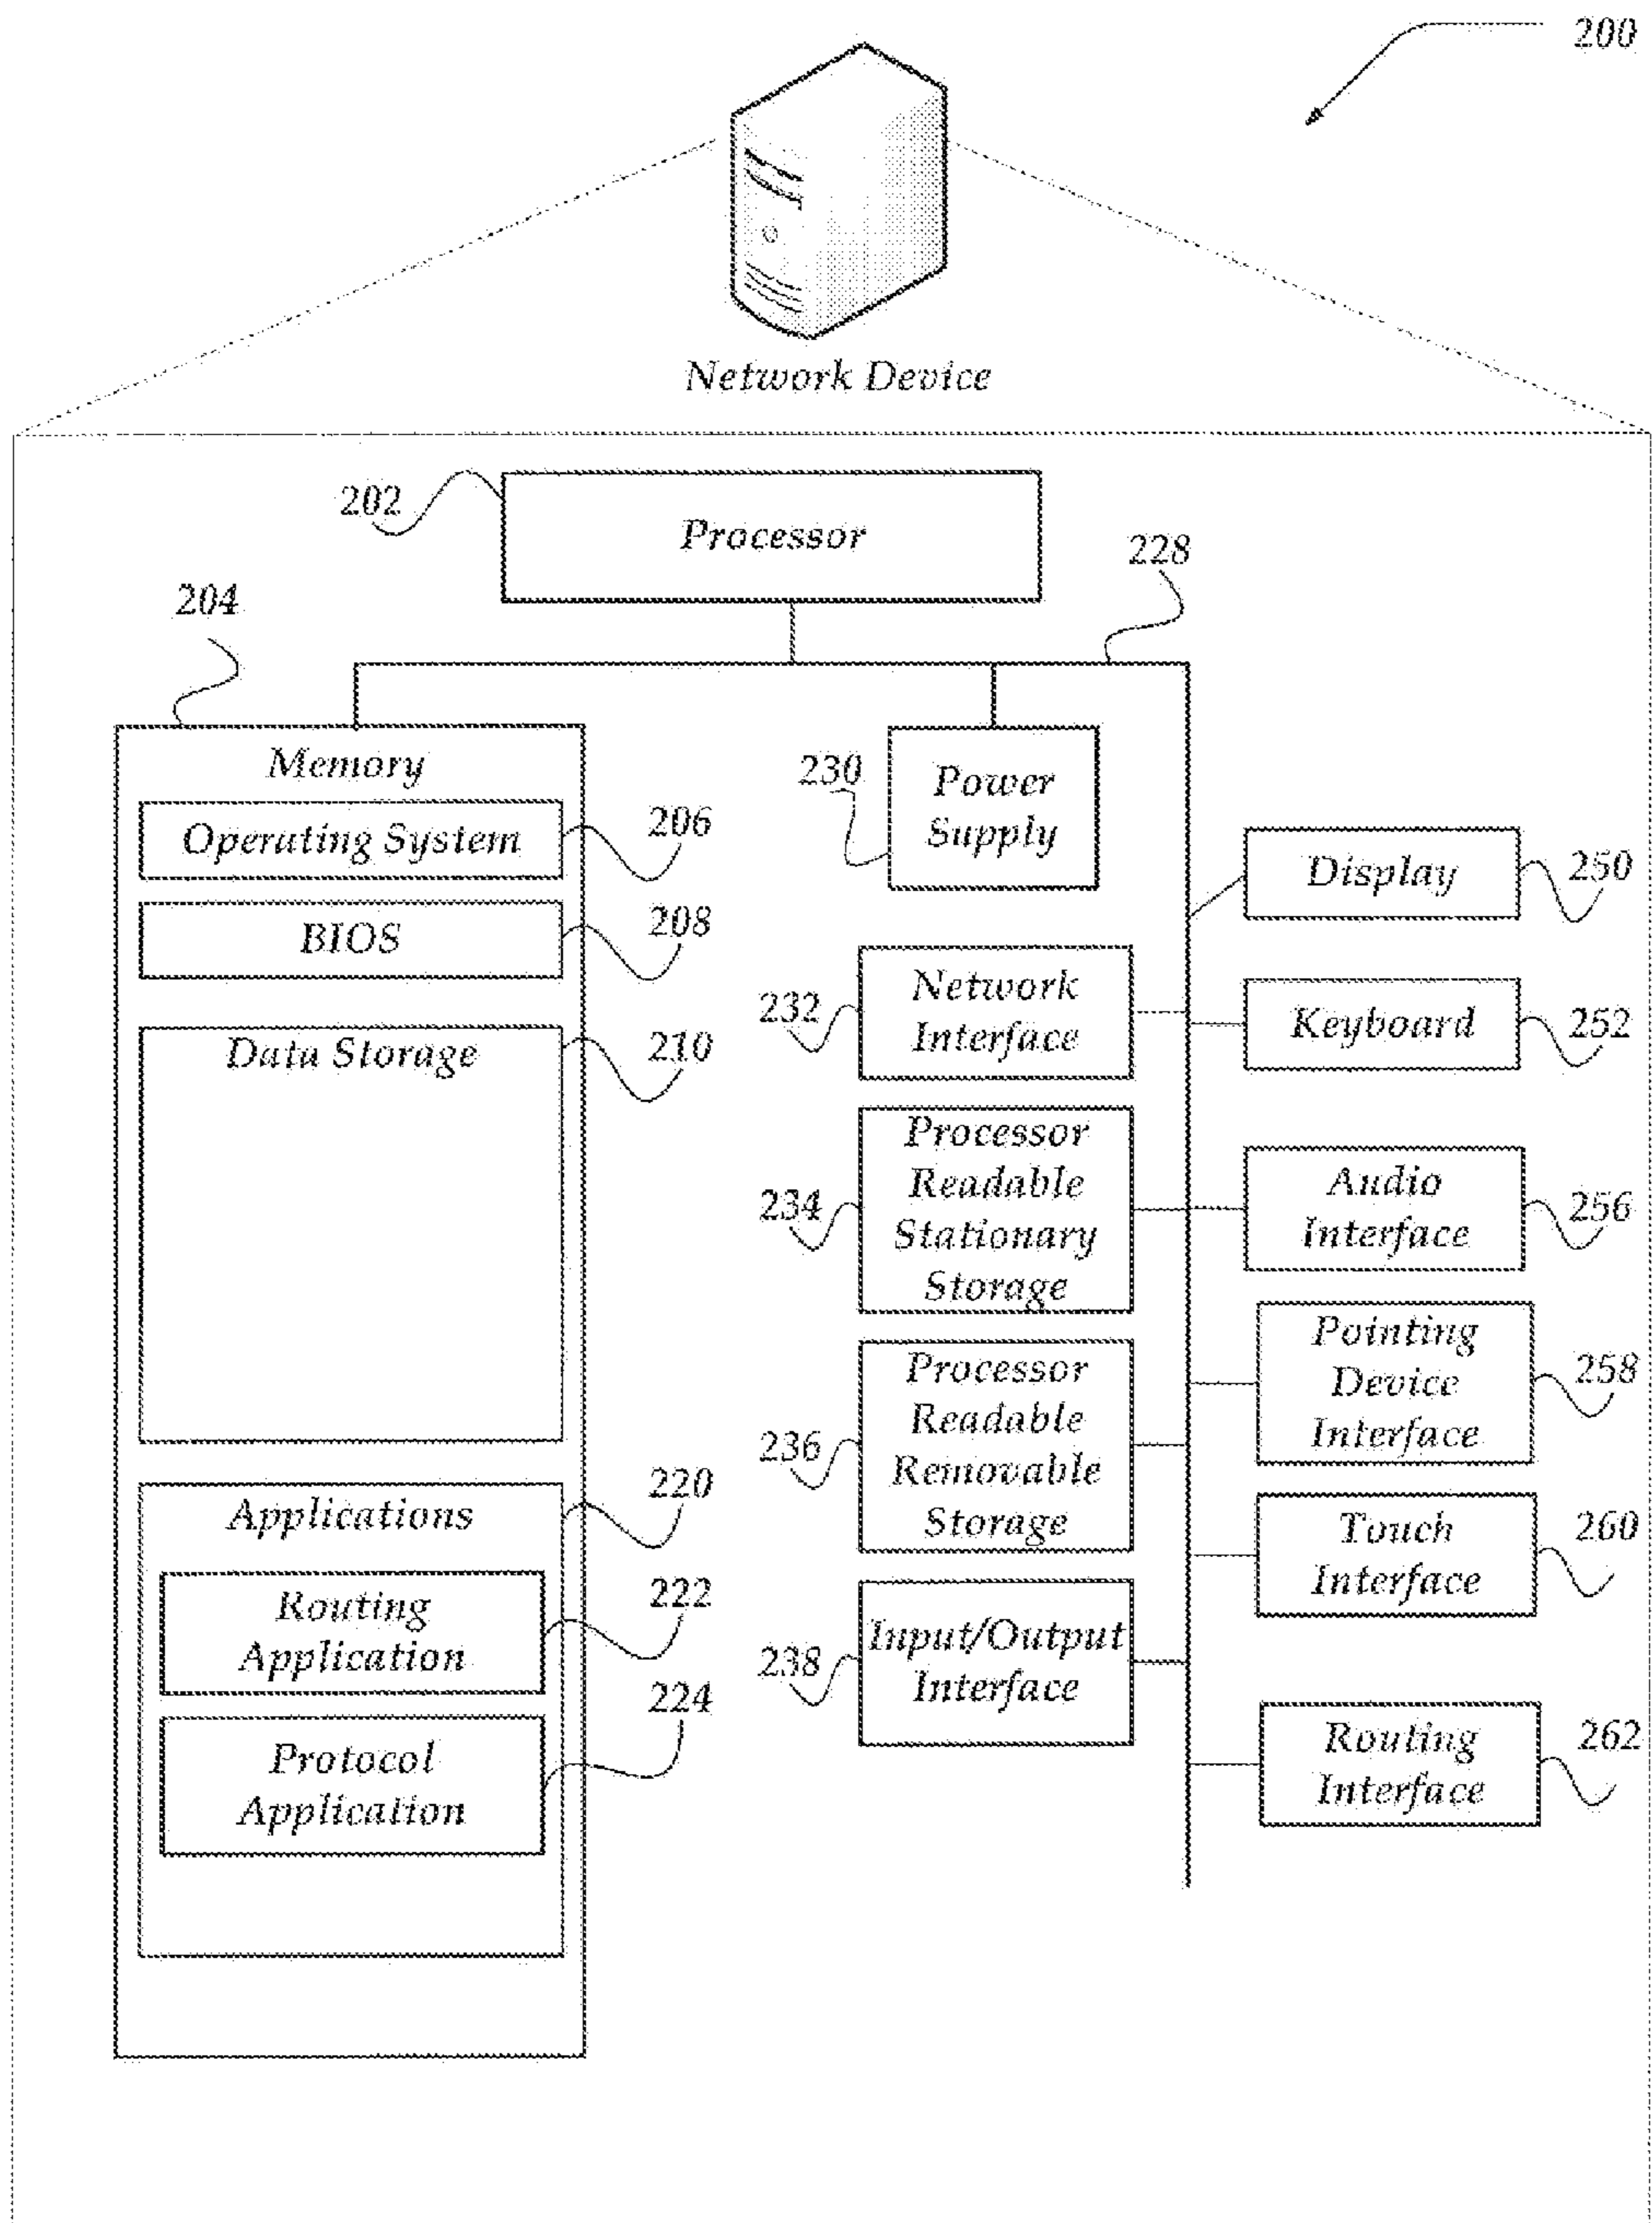 200
Network Device
202
Processor
228
204
Memory
230
Power
Supply
Operating System
206
Display
250
BIOS
208
Network
Interface
232
Keyboard
252
Data Storage
210
Processor
Readable
Stationary
Storage
234
Audio
Interface
256
Processor
Readable
Removable
Storage
236
Pointing
Device
Interface
258
Applications
220
Touch
Interface
260
Routing
Application
222
Input/Output
Interface
238
Protocol
Application
224
Routing
Interface
262